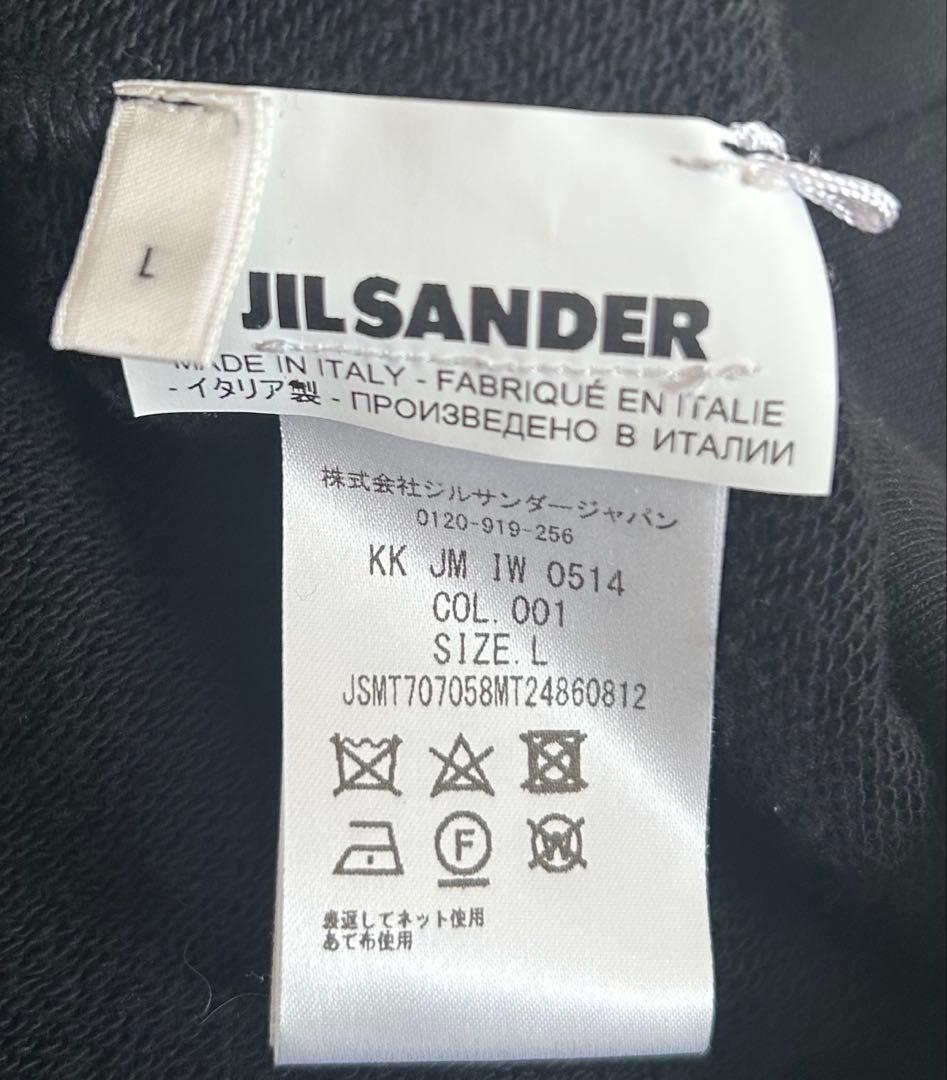 L
JIL SANDER
MADE IN ITALY - FABRIQUÉ EN ITALIE
- イタリア製 - ПРОИЗВЕДЕНО В ИТАЛИИ
株式会社ジルサンダージャパン
0120-919-256
KK JM IW 0514
COL. 001
SIZE. L
JSMT707058MT24860812
F
W
裏返してネット使用
あて布使用